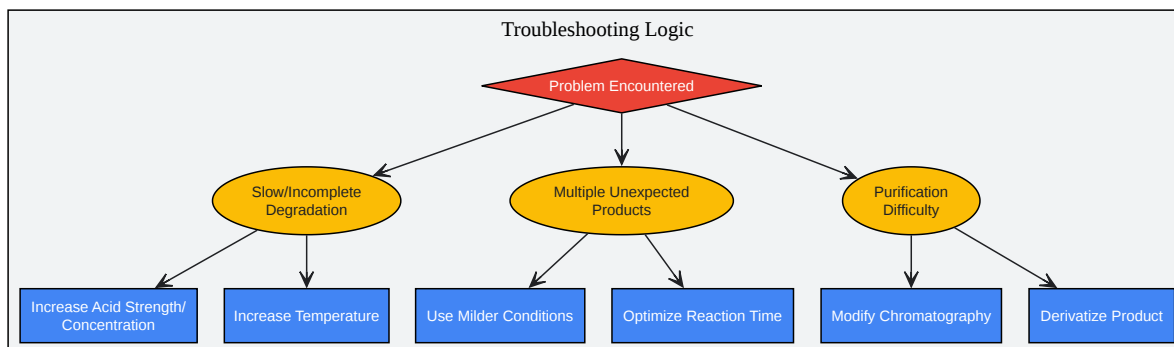 Troubleshooting Logic
Problem Encountered
Slow/Incomplete
Degradation
Multiple Unexpected
Products
Purification
Difficulty
Increase Acid Strength/
Concentration
Increase Temperature
Use Milder Conditions
Optimize Reaction Time
Modify Chromatography
Derivatize Product